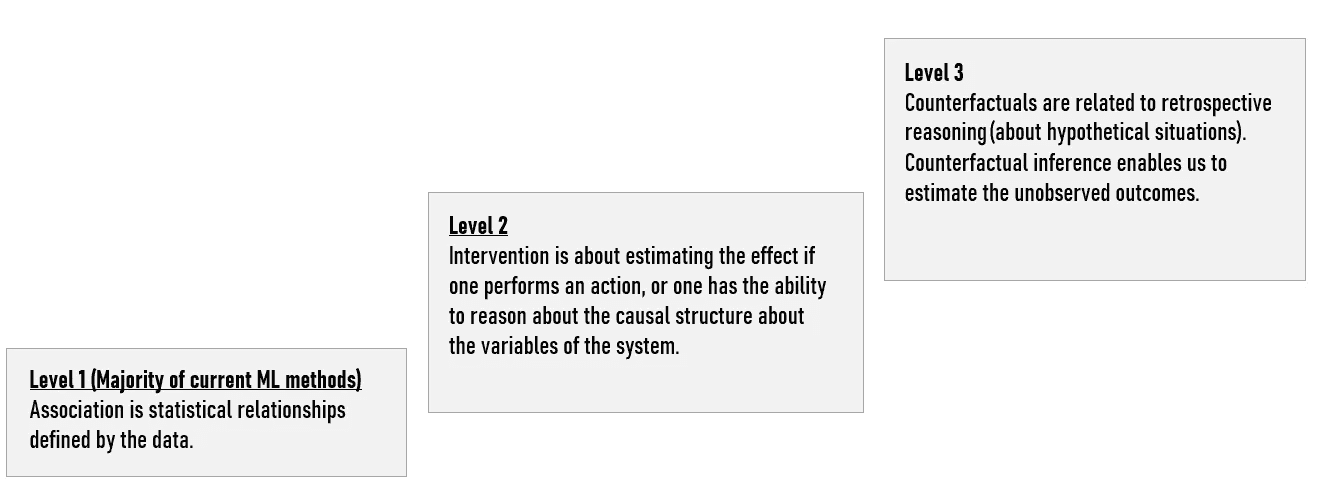 Level 3
Counterfactuals are related to retrospective
reasoning (about hypothetical situations).
Counterfactual inference enables us to
estimate the unobserved outcomes.
Level 2
Intervention is about estimating the effect if
one performs an action, or one has the ability
to reason about the causal structure about
the variables of the system.
Level 1 (Majority of current ML methods)
Association is statistical relationships
defined by the data.